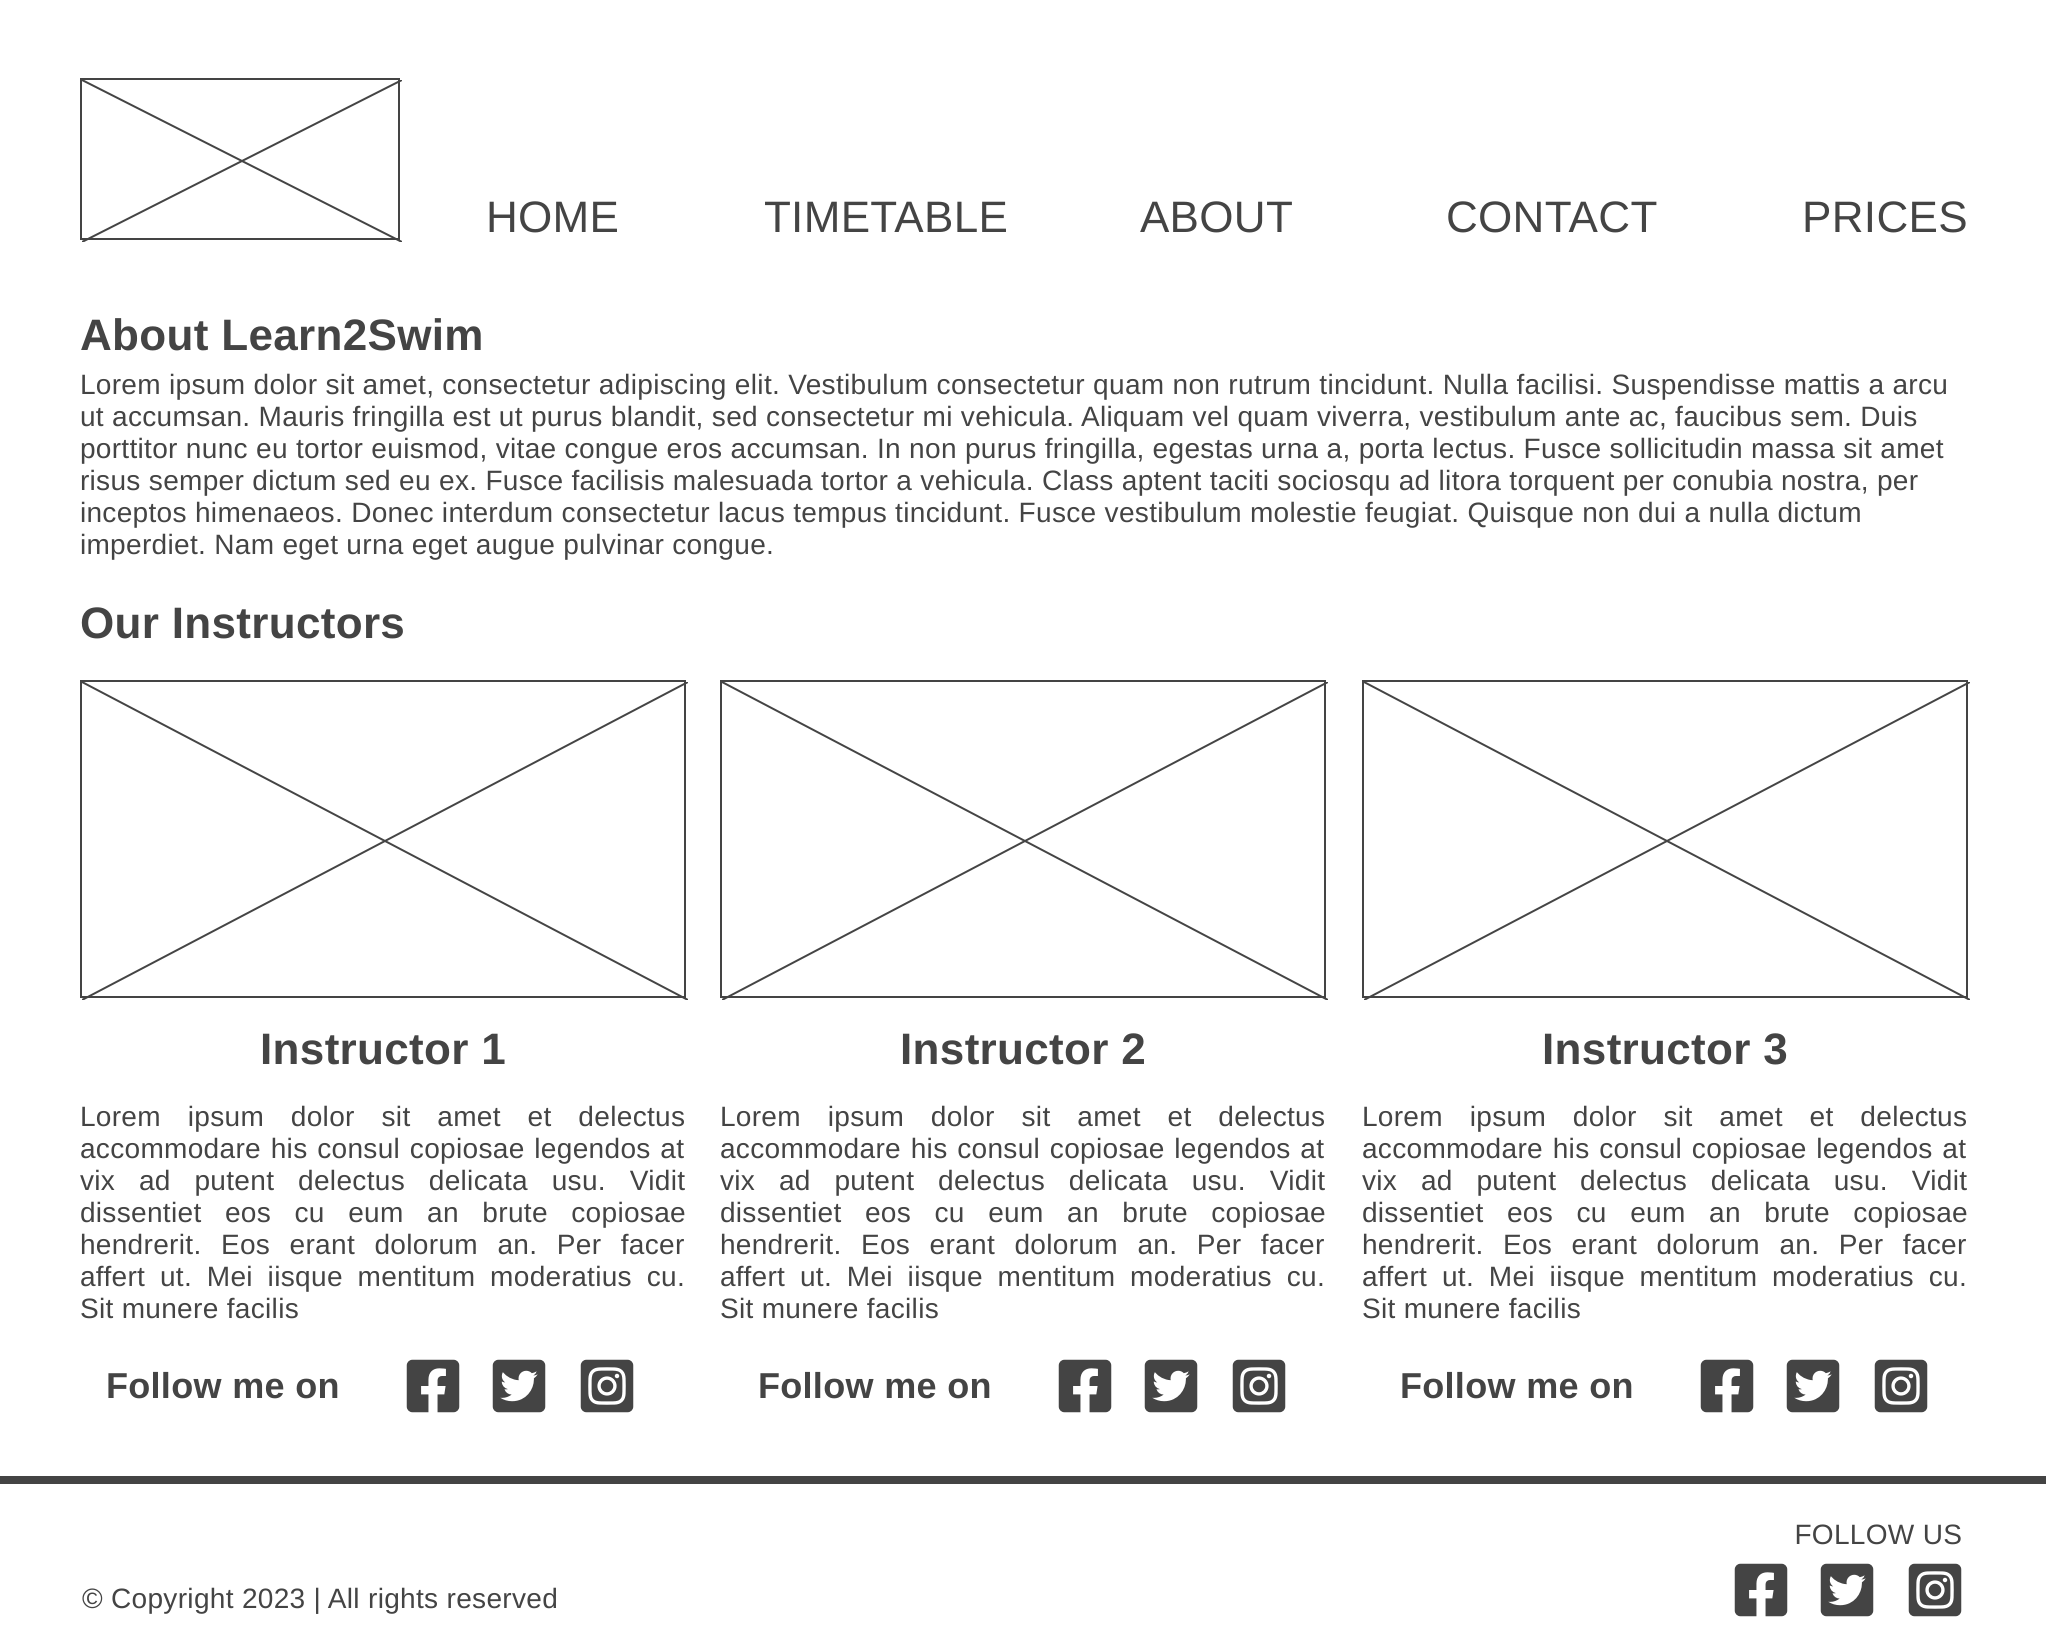 HOME TIMETABLE ABOUT CONTACT PRICES
About Learn2Swim
Lorem ipsum dolor sit amet, consectetur adipiscing elit. Vestibulum consectetur quam non rutrum tincidunt. Nulla facilisi. Suspendisse mattis a arcu
ut accumsan. Mauris fringilla est ut purus blandit, sed consectetur mi vehicula. Aliquam vel quam viverra, vestibulum ante ac, faucibus sem. Duis
porttitor nunc eu tortor euismod, vitae congue eros accumsan. In non purus fringilla, egestas urna a, porta lectus. Fusce sollicitudin massa sit amet
risus semper dictum sed eu ex. Fusce facilisis malesuada tortor a vehicula. Class aptent taciti sociosqu ad litora torquent per conubia nostra, per
inceptos himenaeos. Donec interdum consectetur lacus tempus tincidunt. Fusce vestibulum molestie feugiat. Quisque non dui a nulla dictum
imperdiet. Nam eget urna eget augue pulvinar congue.
Our Instructors
Instructor 1
Lorem ipsum dolor sit amet et delectus
accommodare his consul copiosae legendos at
vix ad putent delectus delicata usu. Vidit
dissentiet eos cu eum an brute copiosae
hendrerit. Eos erant dolorum an. Per facer
affert ut. Mei iisque mentitum moderatius cu.
Sit munere facilis
Follow me on
Instructor 2
Lorem ipsum dolor sit amet et delectus
accommodare his consul copiosae legendos at
vix ad putent delectus delicata usu. Vidit
dissentiet eos cu eum an brute copiosae
hendrerit. Eos erant dolorum an. Per facer
affert ut. Mei iisque mentitum moderatius cu.
Sit munere facilis
Follow me on
Instructor 3
Lorem ipsum dolor sit amet et delectus
accommodare his consul copiosae legendos at
vix ad putent delectus delicata usu. Vidit
dissentiet eos cu eum an brute copiosae
hendrerit. Eos erant dolorum an. Per facer
affert ut. Mei iisque mentitum moderatius cu.
Sit munere facilis
Follow me on
FOLLOW US
© Copyright 2023 | All rights reserved